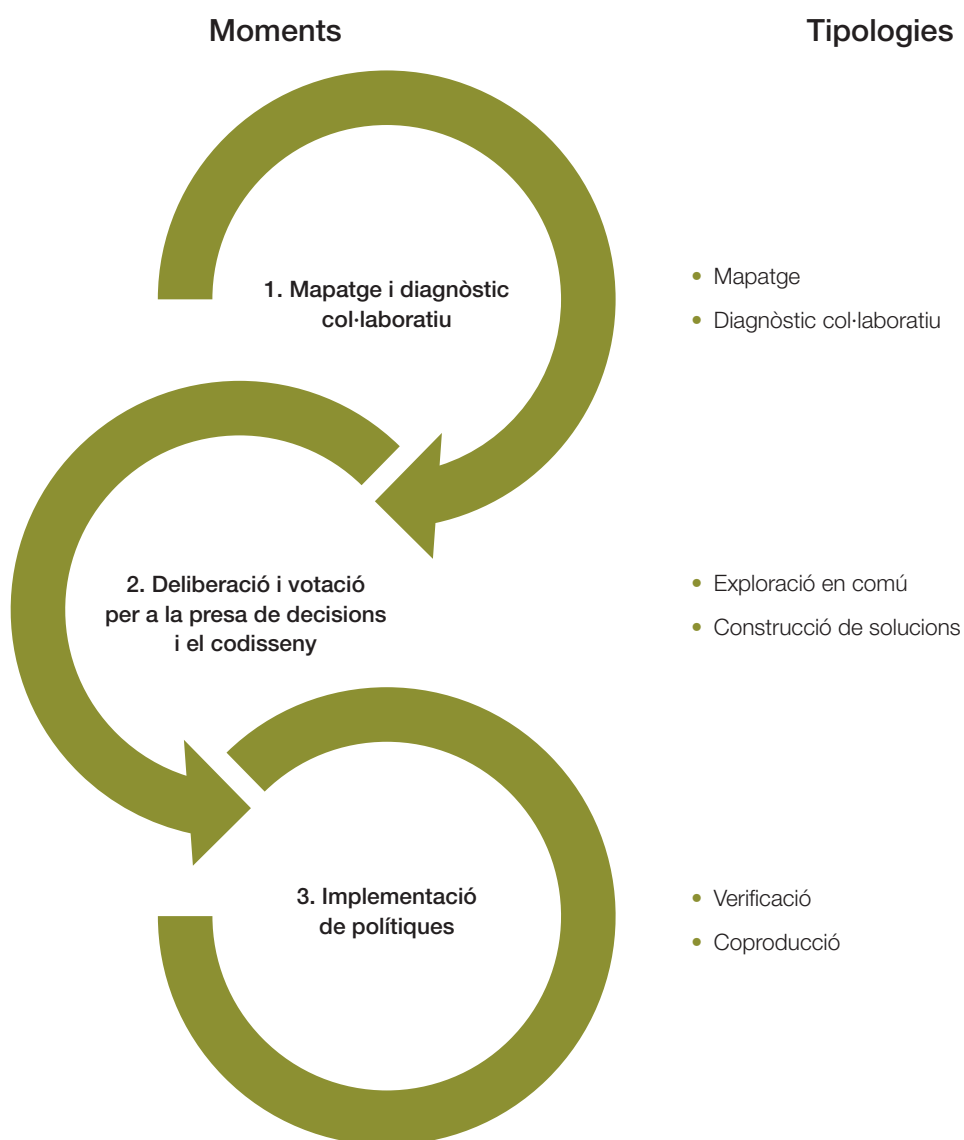 Moments
Tipologies
1. Mapatge i diagnòstic
col·laboratiu
• Mapatge
• Diagnòstic col·laboratiu
2. Deliberació i votació
per a la presa de decisions
i el codisseny
• Exploració en comú
• Construcció de solucions
3. Implementació
de polítiques
• Verificació
• Coproducció